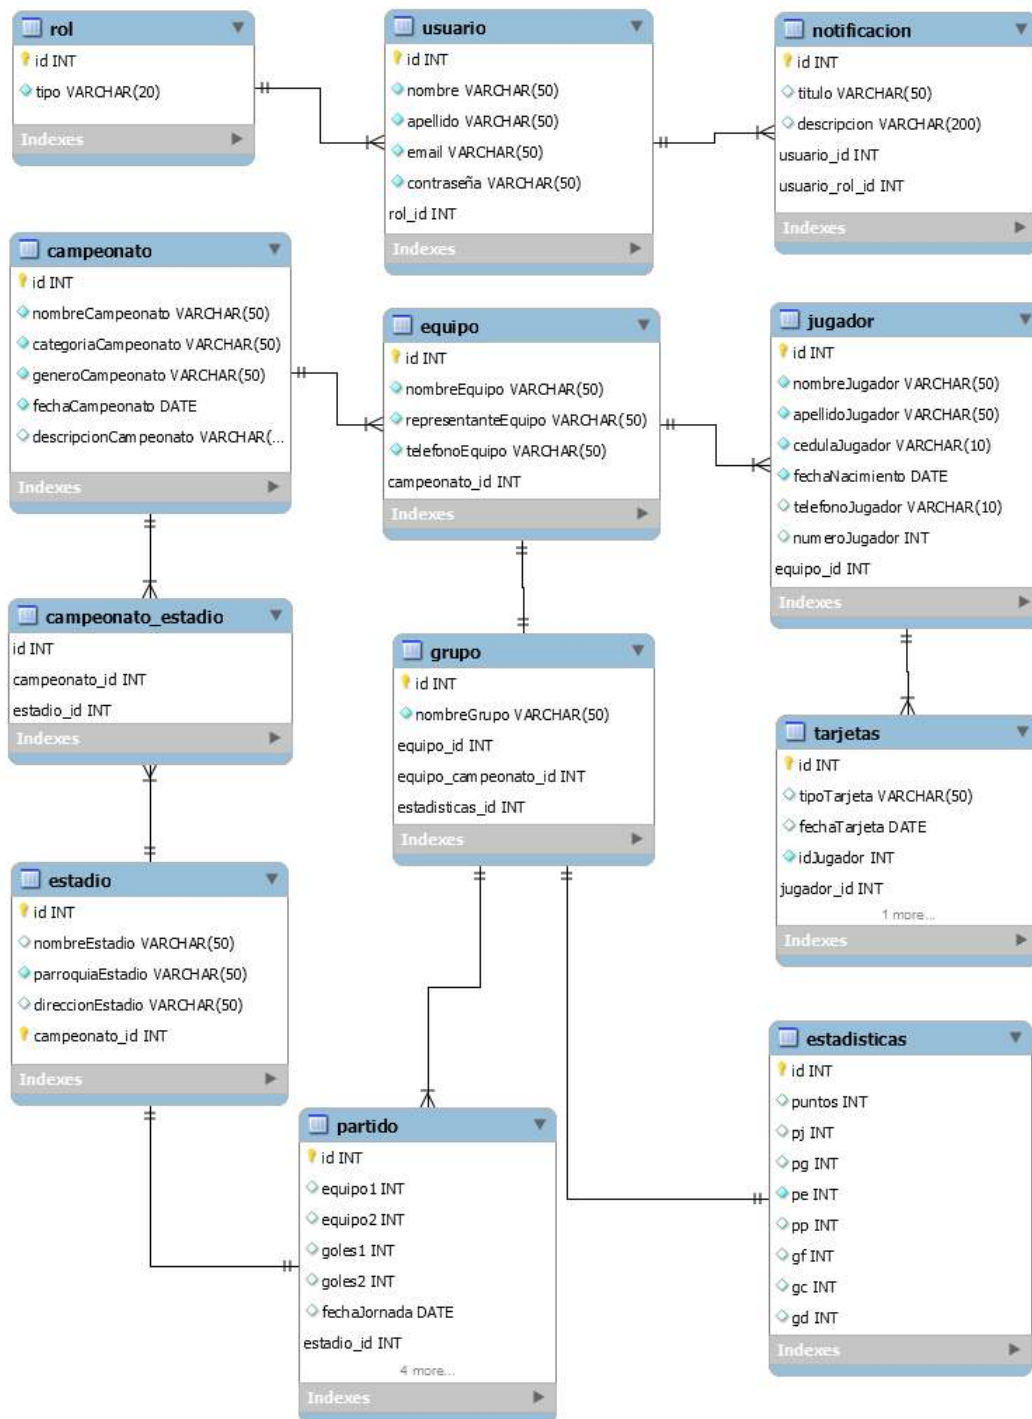 rol
id INT
tipo VARCHAR(20)
Indexes
usuario
id INT
nombre VARCHAR(50)
apellido VARCHAR(50)
email VARCHAR(50)
contraseña VARCHAR(50)
rol_id INT
Indexes
notificacion
id INT
titulo VARCHAR(50)
descripcion VARCHAR(200)
usuario_id INT
usuario_rol_id INT
Indexes
campeonato
id INT
nombreCampeonato VARCHAR(50)
categoriaCampeonato VARCHAR(50)
generoCampeonato VARCHAR(50)
fechaCampeonato DATE
descripcionCampeonato VARCHAR(...
Indexes
equipo
id INT
nombreEquipo VARCHAR(50)
representanteEquipo VARCHAR(50)
telefonoEquipo VARCHAR(50)
campeonato_id INT
Indexes
jugador
id INT
nombreJugador VARCHAR(50)
apellidoJugador VARCHAR(50)
cedulaJugador VARCHAR(10)
fechaNacimiento DATE
telefonoJugador VARCHAR(10)
numeroJugador INT
equipo_id INT
Indexes
campeonato_estadio
id INT
campeonato_id INT
estadio_id INT
Indexes
grupo
id INT
nombreGrupo VARCHAR(50)
equipo_id INT
equipo_campeonato_id INT
estadisticas_id INT
Indexes
tarjetas
id INT
tipoTarjeta VARCHAR(50)
fechaTarjeta DATE
idJugador INT
jugador_id INT
1 more...
Indexes
estadio
id INT
nombreEstadio VARCHAR(50)
parroquiaEstadio VARCHAR(50)
direccionEstadio VARCHAR(50)
campeonato_id INT
Indexes
partido
id INT
equipo1 INT
equipo2 INT
goles1 INT
goles2 INT
fechaJornada DATE
estadio_id INT
4 more...
Indexes
estadisticas
id INT
puntos INT
pj INT
pg INT
pe INT
pp INT
gf INT
gc INT
gd INT
Indexes